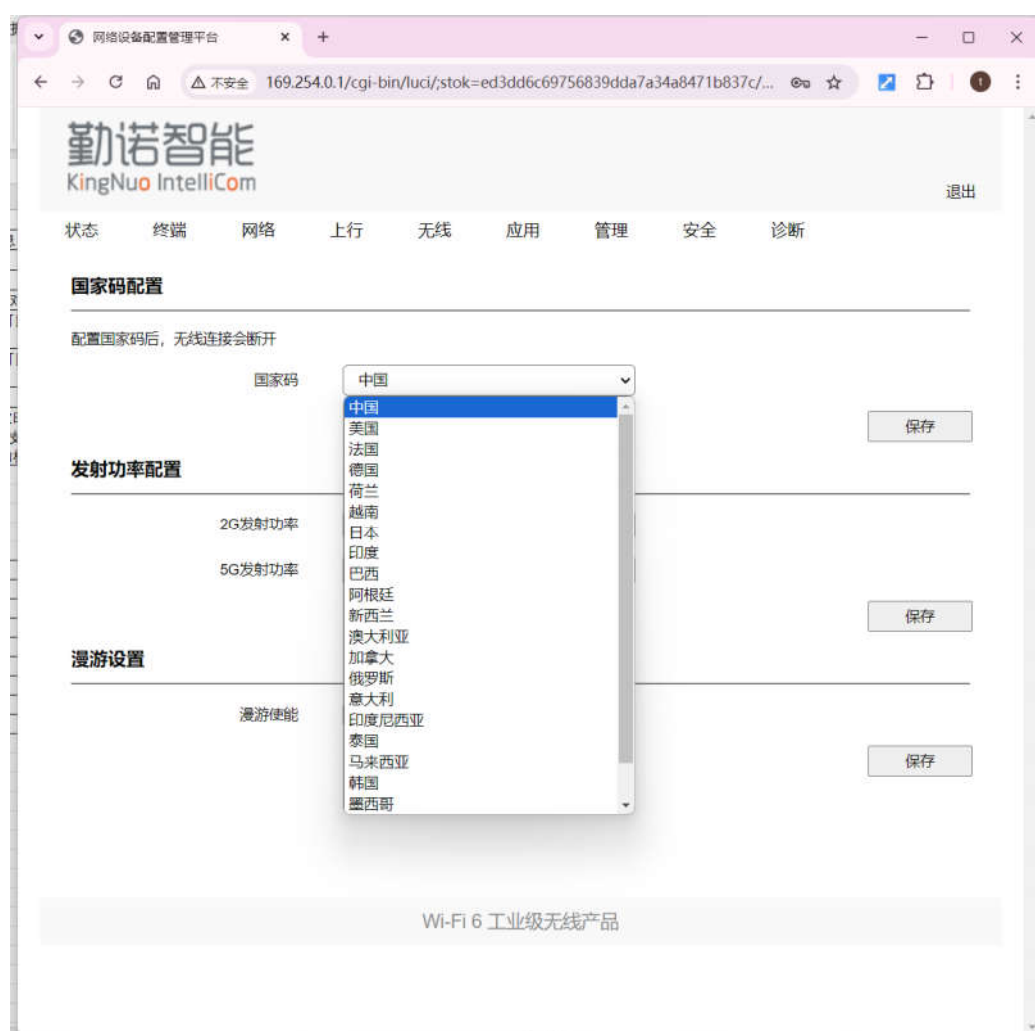 网络设备配置管理平台
不安全 169.254.0.1/cgi-bin/luci/;stok=ed3dd6c69756839dda7a34a8471b837c/...
勤诺智能
KingNuo IntelliCom
退出
状态 终端 网络 上行 无线 应用 管理 安全 诊断
国家码配置
配置国家码后，无线连接会断开
国家码 中国
中国
美国
法国
德国
荷兰
越南
日本
印度
巴西
阿根廷
新西兰
澳大利亚
加拿大
俄罗斯
意大利
印度尼西亚
泰国
马来西亚
韩国
墨西哥
保存
发射功率配置
2G发射功率
5G发射功率
保存
漫游设置
漫游使能
保存
Wi-Fi 6 工业级无线产品